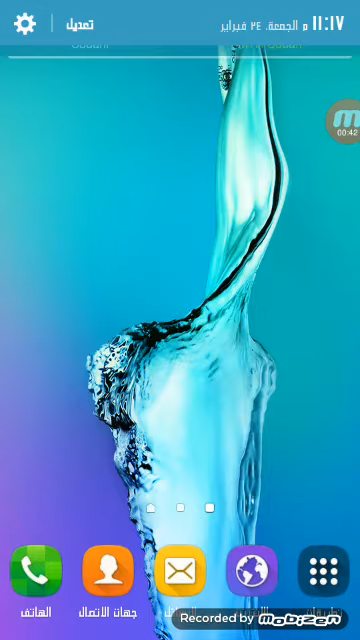 ١١:١٧ م الجمعة، ٢٤ فبراير
تعديل
00:42
الهاتف
جهات الاتصال
Recorded by mobizen